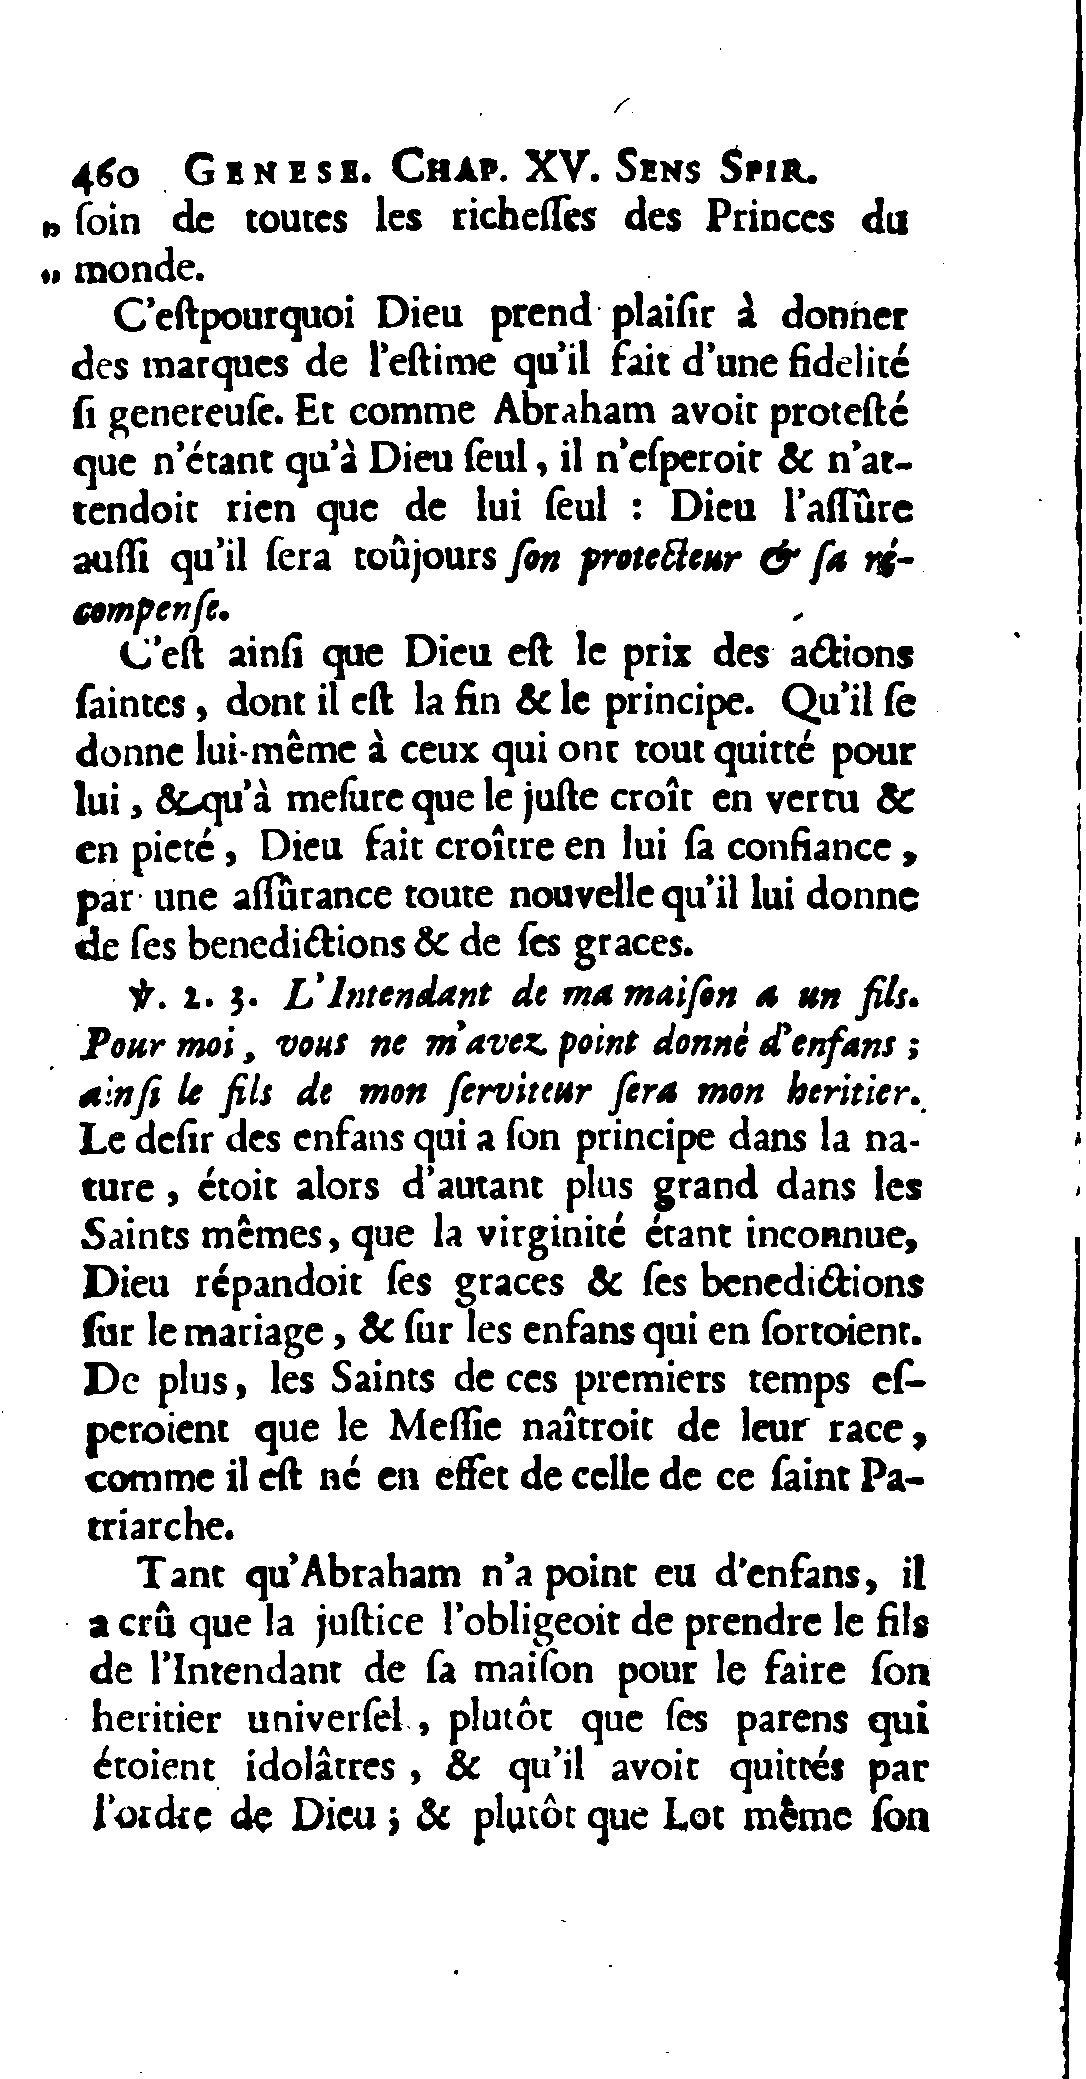 460 GENESE. CHAP. XV. SENS SPIR.
„ ſoin de toutes les richeſſes des Princes du
„ monde.
C'eſtpourquoi Dieu prend plaiſir à donner
des marques de l'eſtime qu'il fait d'une fidelité
ſi genereuſe. Et comme Abraham avoit proteſté
que n'étant qu'à Dieu ſeul, il n'eſperoit & n'at-
tendoit rien que de lui ſeul : Dieu l'aſſûre
auſſi qu'il ſera toûjours ſon protecteur & ſa ré-
compenſe.
C'eſt ainſi que Dieu eſt le prix des actions
ſaintes, dont il eſt la fin & le principe. Qu'il ſe
donne lui-même à ceux qui ont tout quitté pour
lui, & qu'à meſure que le juſte croît en vertu &
en pieté, Dieu fait croître en lui ſa confiance,
par une aſſûrance toute nouvelle qu'il lui donne
de ſes benedictions & de ſes graces.
℣. 2. 3. L'Intendant de ma maiſon a un fils.
Pour moi, vous ne m'avez point donné d'enfans ;
ainſi le fils de mon ſerviteur ſera mon heritier.
Le deſir des enfans qui a ſon principe dans la na-
ture, étoit alors d'autant plus grand dans les
Saints mêmes, que la virginité étant inconnue,
Dieu répandoit ſes graces & ſes benedictions
ſur le mariage, & ſur les enfans qui en ſortoient.
De plus, les Saints de ces premiers temps eſ-
peroient que le Meſſie naîtroit de leur race,
comme il eſt né en effet de celle de ce ſaint Pa-
triarche.
Tant qu'Abraham n'a point eu d'enfans, il
a crû que la juſtice l'obligeoit de prendre le fils
de l'Intendant de ſa maiſon pour le faire ſon
heritier univerſel, plutôt que ſes parens qui
étoient idolâtres, & qu'il avoit quittés par
l'ordre de Dieu ; & plutôt que Lot même ſon